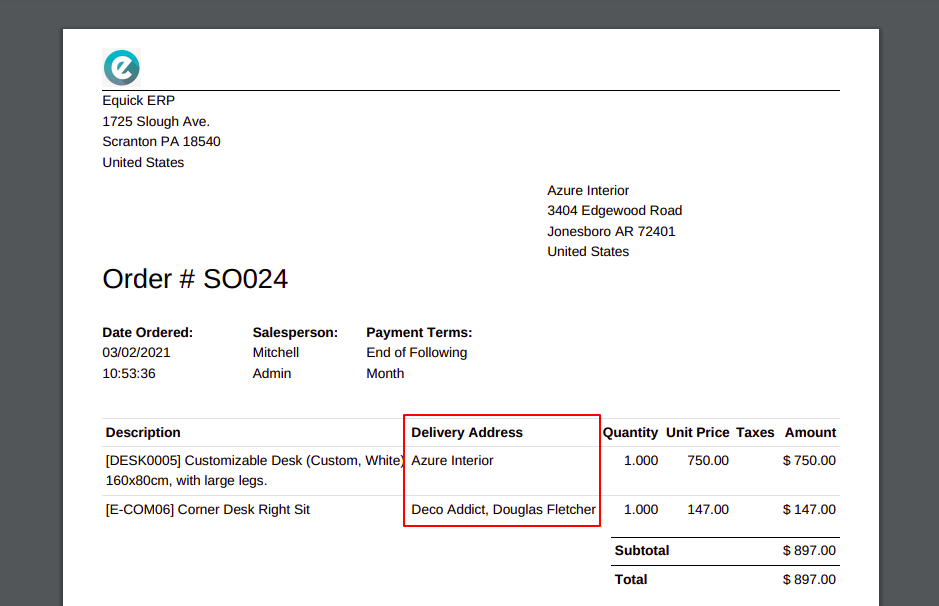 Equick ERP
1725 Slough Ave.
Scranton PA 18540
United States
Azure Interior
3404 Edgewood Road
Jonesboro AR 72401
United States
Order # SO024
Date Ordered: Salesperson: Payment Terms:
03/02/2021 Mitchell End of Following
10:53:36 Admin Month
Description Delivery Address Quantity Unit Price Taxes Amount
[DESK0005] Customizable Desk (Custom, White) Azure Interior 1.000 750.00 $ 750.00
160x80cm, with large legs.
[E-COM06] Corner Desk Right Sit Deco Addict, Douglas Fletcher 1.000 147.00 $ 147.00
Subtotal $ 897.00
Total $ 897.00